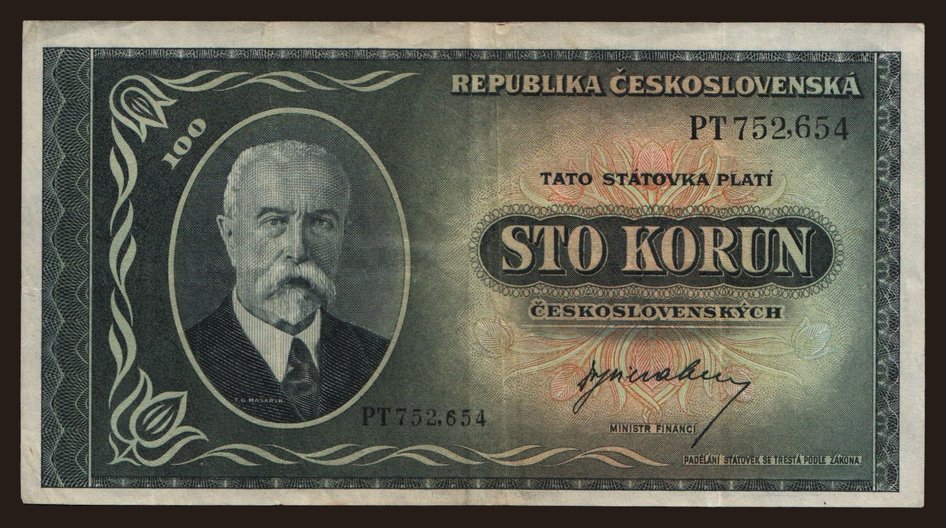 REPUBLIKA ČESKOSLOVENSKÁ
100
PT 752,654
TATO STÁTOVKA PLATÍ
STO KORUN
ČESKOSLOVENSKÝCH
T. G. MASARYK
PT 752,654
MINISTR FINANCÍ
PADĚLÁNÍ STÁTOVEK SE TRESTÁ PODLE ZÁKONA.